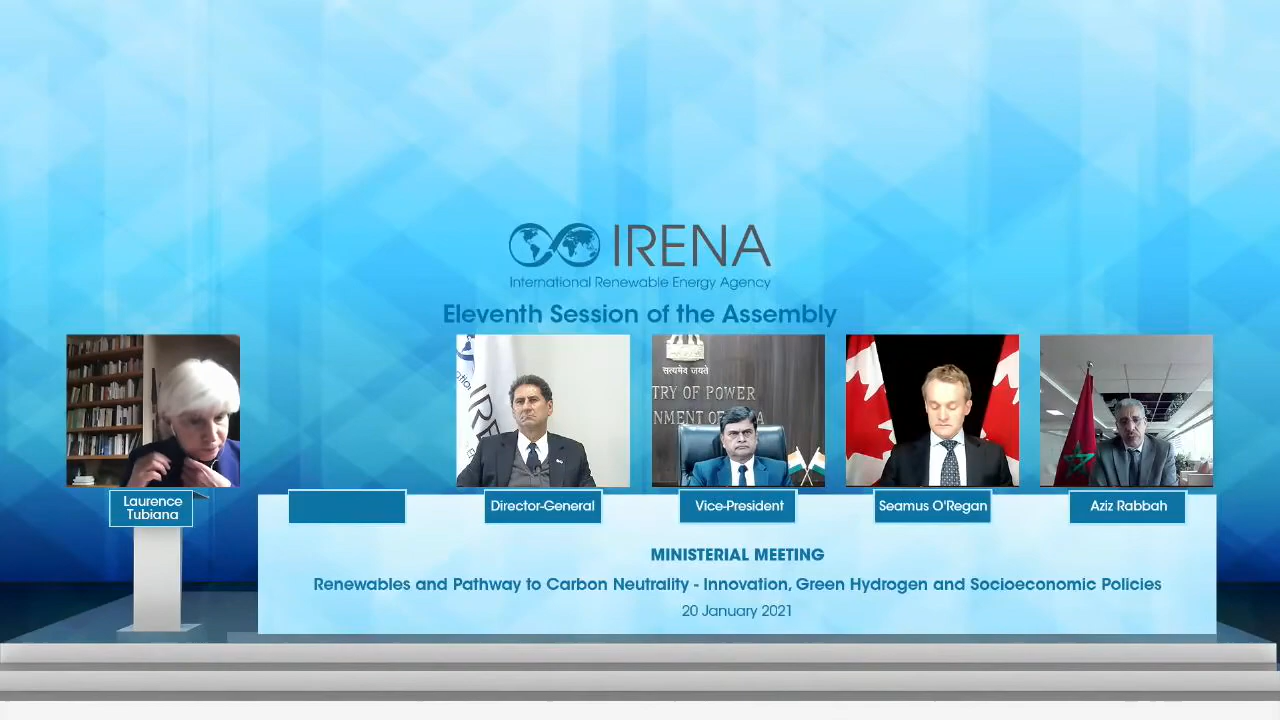 IRENA
International Renewable Energy Agency
Eleventh Session of the Assembly
सत्यमेव जयते
TRY OF POWER
NMENT OF
IRE
Laurence
Tubiana
Director-General
Vice-President
Seamus O'Regan
Aziz Rabbah
MINISTERIAL MEETING
Renewables and Pathway to Carbon Neutrality - Innovation, Green Hydrogen and Socioeconomic Policies
20 January 2021